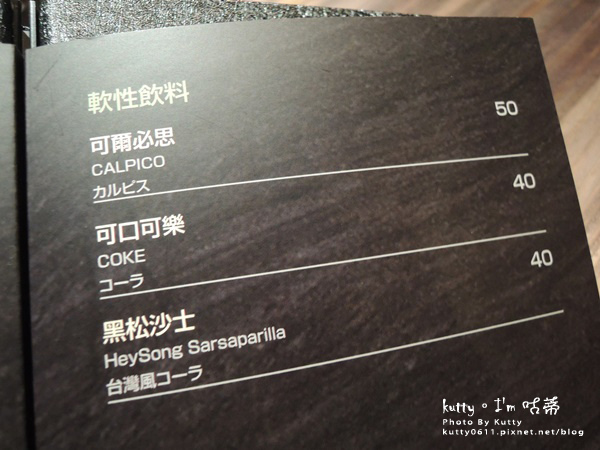 軟性飲料
可爾必思
50
CALPICO
カルピス
可口可樂
40
COKE
コーラ
黑松沙士
40
HeySong Sarsaparilla
台灣風コーラ
kutty。I'm 咕蒂
Photo By Kutty
kutty0611.pixnet.net/blog